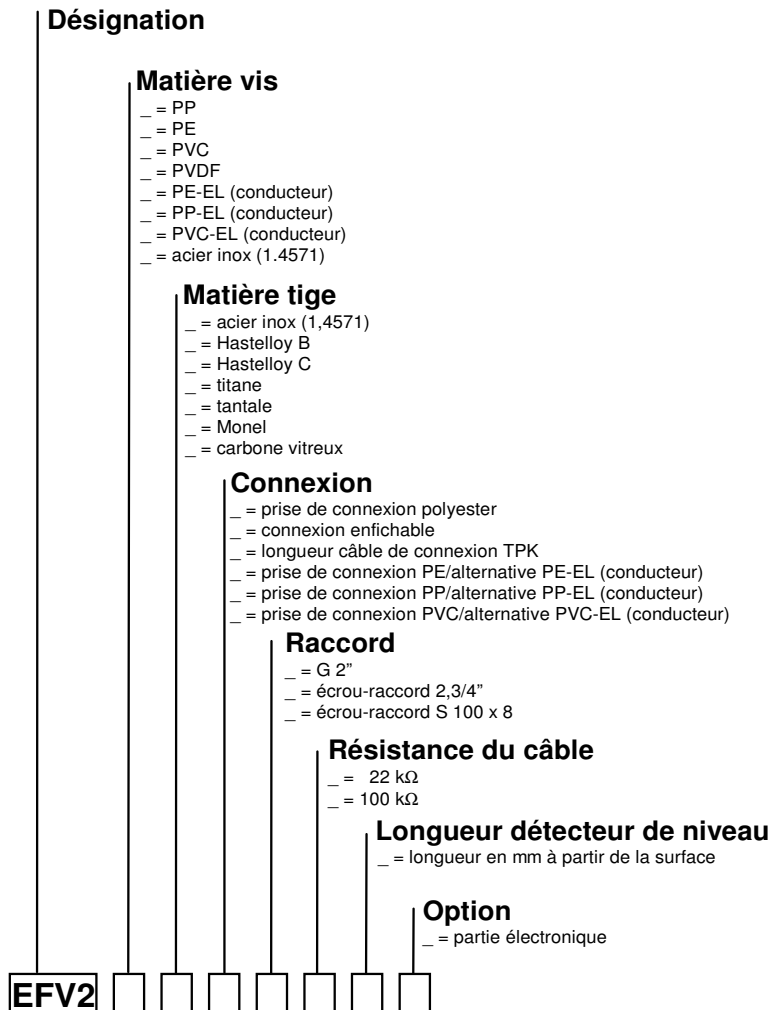 Désignation
Matière vis
_ = PP
_ = PE
_ = PVC
_ = PVDF
_ = PE-EL (conducteur)
_ = PP-EL (conducteur)
_ = PVC-EL (conducteur)
_ = acier inox (1.4571)
Matière tige
_ = acier inox (1,4571)
_ = Hastelloy B
_ = Hastelloy C
_ = titane
_ = tantale
_ = Monel
_ = carbone vitreux
Connexion
_ = prise de connexion polyester
_ = connexion enfichable
_ = longueur câble de connexion TPK
_ = prise de connexion PE/alternative PE-EL (conducteur)
_ = prise de connexion PP/alternative PP-EL (conducteur)
_ = prise de connexion PVC/alternative PVC-EL (conducteur)
Raccord
_ = G 2”
_ = écrou-raccord 2,3/4”
_ = écrou-raccord S 100 x 8
Résistance du câble
_ = 22 kΩ
_ = 100 kΩ
Longueur détecteur de niveau
_ = longueur en mm à partir de la surface
Option
_ = partie électronique
EFV2